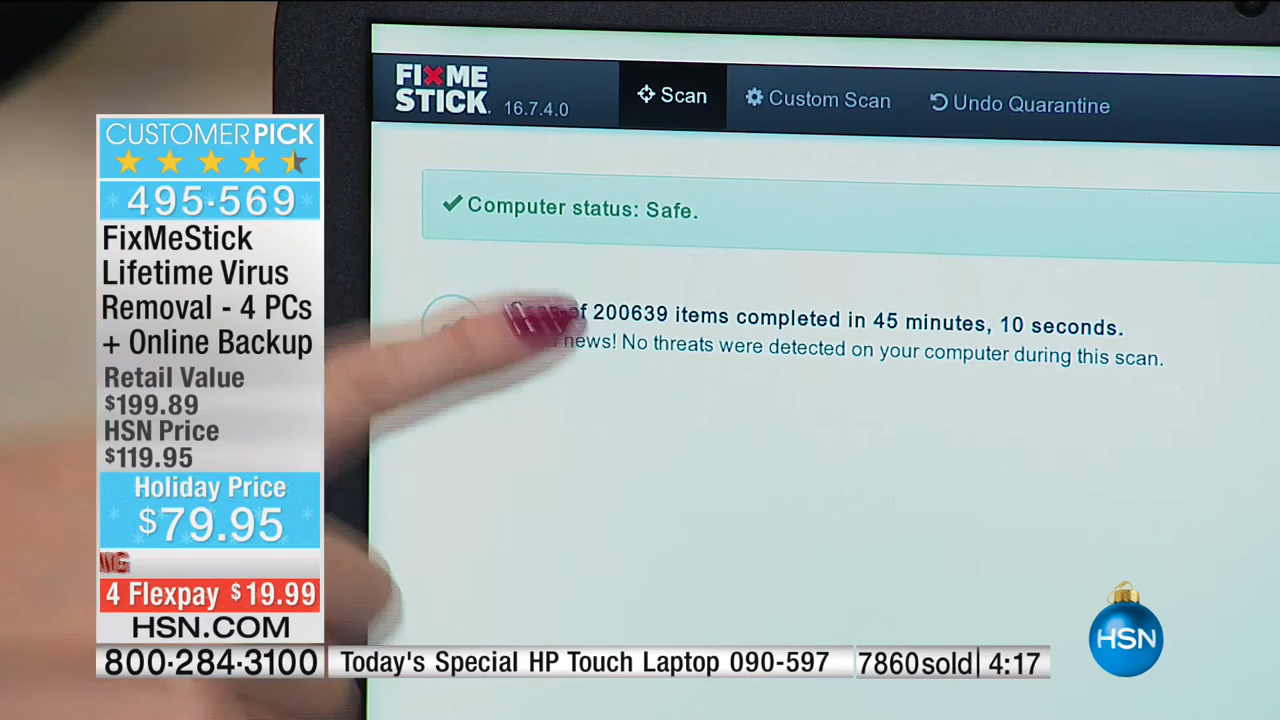 FIXME
STICK. 16.7.4.0
Scan
Custom Scan
Undo Quarantine
Computer status: Safe.
of 200639 items completed in 45 minutes, 10 seconds.
news! No threats were detected on your computer during this scan.
CUSTOMER PICK
495-569
FixMeStick
Lifetime Virus
Removal - 4 PCs
+ Online Backup
Retail Value
$199.89
HSN Price
$119.95
Holiday Price
$79.95
4 Flexpay $19.99
HSN.COM
800-284-3100
Today's Special HP Touch Laptop 090-597
7860sold
4:17
HSN